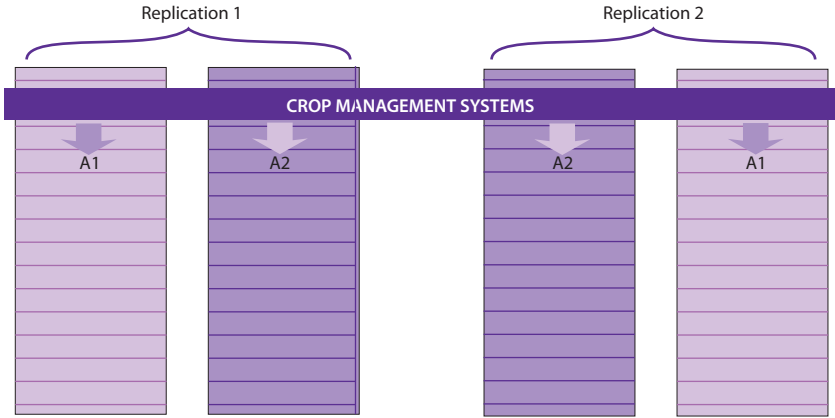 Replication 1
Replication 2
CROP MANAGEMENT SYSTEMS
A1
A2
A2
A1